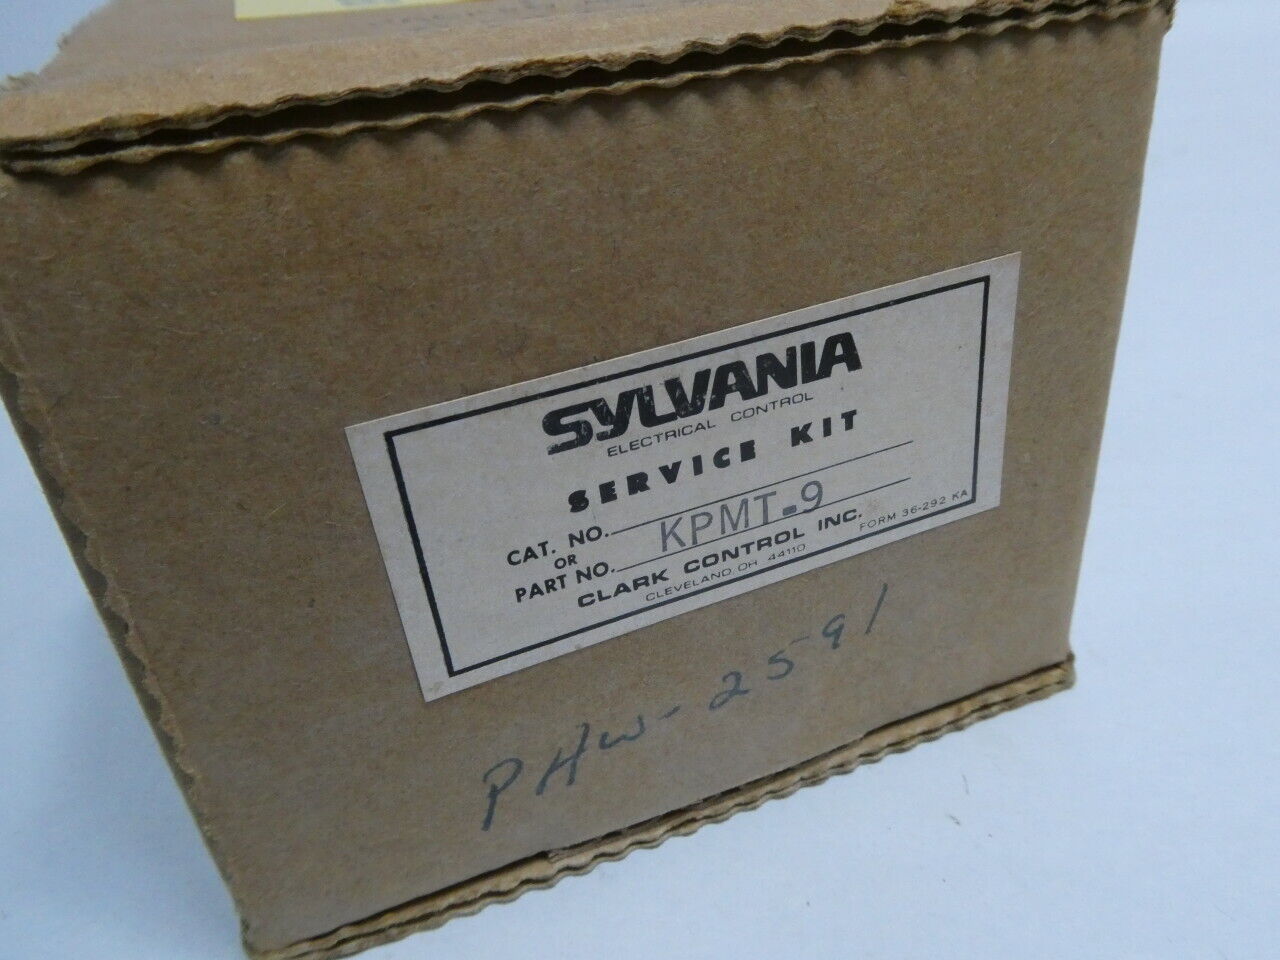 SYLVANIA
ELECTRICAL CONTROL
SERVICE KIT
CAT. NO.
OR
PART NO. KPMT-9
CLARK CONTROL INC.
CLEVELAND, OH 44110
FORM 36-292 KA
PHW-2591